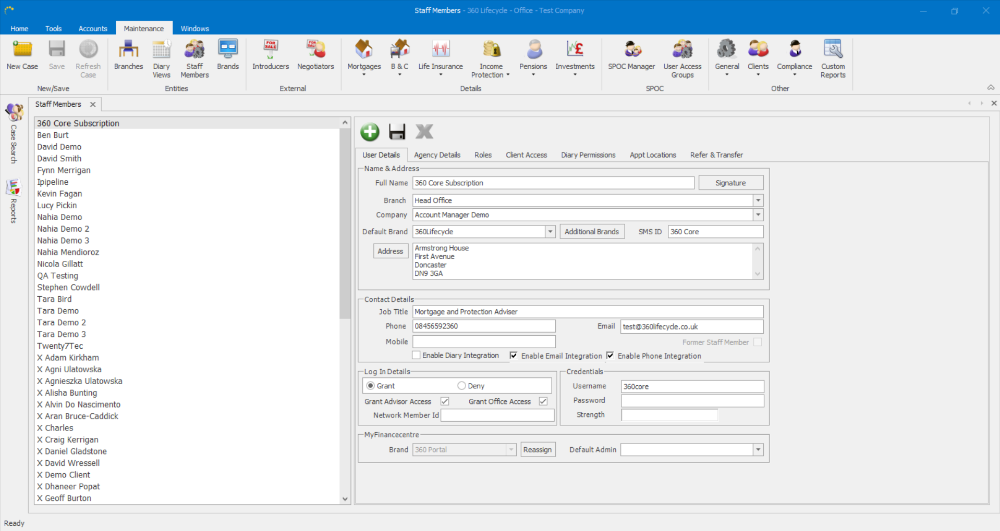 Staff Members - 360 Lifecycle - Office - Test Company
Home Tools Accounts Maintenance Windows
New Case Save Refresh Case Branches Diary Views Staff Members Brands Introducers Negotiators Mortgages B & C Life Insurance Income Protection Pensions Investments SPOC Manager User Access Groups General Clients Compliance Custom Reports
FOR SALE
FOR SALE
New/Save Entities External Details SPOC Other
Case Search
Reports
Staff Members
360 Core Subscription
Ben Burt
David Demo
David Smith
Fynn Merrigan
Ipipeline
Kevin Fagan
Lucy Pickin
Nahia Demo
Nahia Demo 2
Nahia Demo 3
Nahia Mendioroz
Nicola Gillatt
QA Testing
Stephen Cowdell
Tara Bird
Tara Demo
Tara Demo 2
Tara Demo 3
Twenty7Tec
X Adam Kirkham
X Agni Ulatowska
X Agnieszka Ulatowska
X Alisha Bunting
X Alvin Do Nascimento
X Aran Bruce-Caddick
X Charles
X Craig Kerrigan
X Daniel Gladstone
X David Wressell
X Demo Client
X Dhaneer Popat
X Geoff Burton
User Details Agency Details Roles Client Access Diary Permissions Appt Locations Refer & Transfer
Name & Address
Full Name 360 Core Subscription Signature
Branch Head Office
Company Account Manager Demo
Default Brand 360Lifecycle Additional Brands SMS ID 360 Core
Address Armstrong House
First Avenue
Doncaster
DN9 3GA
Contact Details
Job Title Mortgage and Protection Adviser
Phone 08456592360 Email test@360lifecycle.co.uk
Mobile Former Staff Member
Enable Diary Integration Enable Email Integration Enable Phone Integration
Log In Details
Grant Deny
Grant Advisor Access Grant Office Access
Network Member Id
Credentials
Username 360core
Password
Strength
MyFinancecentre
Brand 360 Portal Reassign Default Admin
Ready